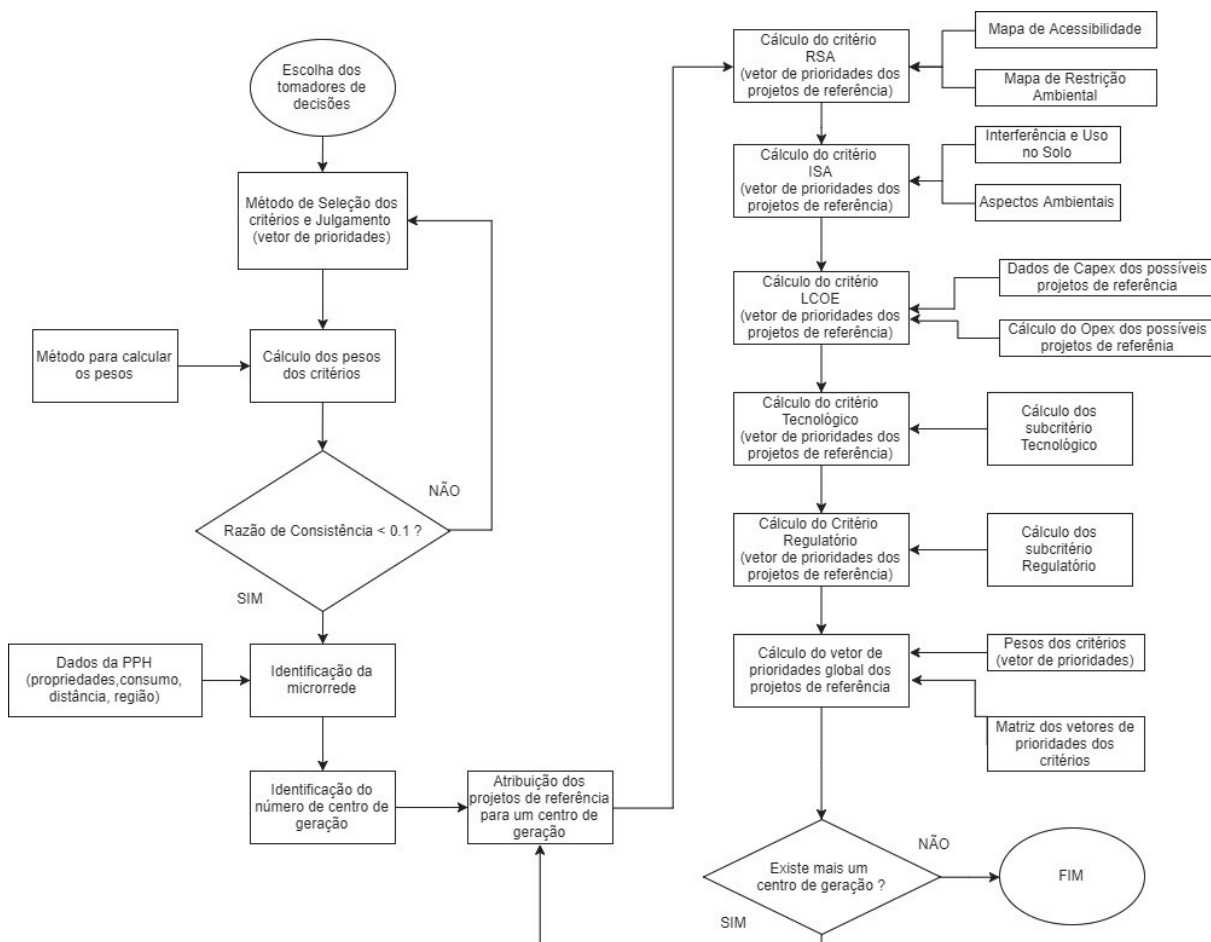 Escolha dos
tomadores de
decisões
Método de Seleção dos
critérios e Julgamento
(vetor de prioridades)
Método para calcular
os pesos
Cálculo dos pesos
dos critérios
Razão de Consistência < 0.1 ?
NÃO
SIM
Dados da PPH
(propriedades,consumo,
distância, região)
Identificação da
microrrede
Identificação do
número de centro de
geração
Atribuição dos
projetos de referência
para um centro de
geração
Cálculo do critério
RSA
(vetor de prioridades dos
projetos de referência)
Mapa de Acessibilidade
Mapa de Restrição
Ambiental
Cálculo do critério
ISA
(vetor de prioridades dos
projetos de referência)
Interferência e Uso
no Solo
Aspectos Ambientais
Cálculo do critério
LCOE
(vetor de prioridades dos
projetos de referência)
Dados de Capex dos possíveis
projetos de referência
Cálculo do Opex dos possíveis
projetos de referênia
Cálculo do critério
Tecnológico
(vetor de prioridades dos
projetos de referência)
Cálculo dos
subcritério
Tecnológico
Cálculo do Critério
Regulatório
(vetor de prioridades dos
projetos de referência)
Cálculo dos
subcritério
Regulatório
Cálculo do vetor de
prioridades global dos
projetos de referência
Pesos dos critérios
(vetor de prioridades)
Matriz dos vetores de
prioridades dos
critérios
Existe mais um
centro de geração ?
NÃO
FIM
SIM